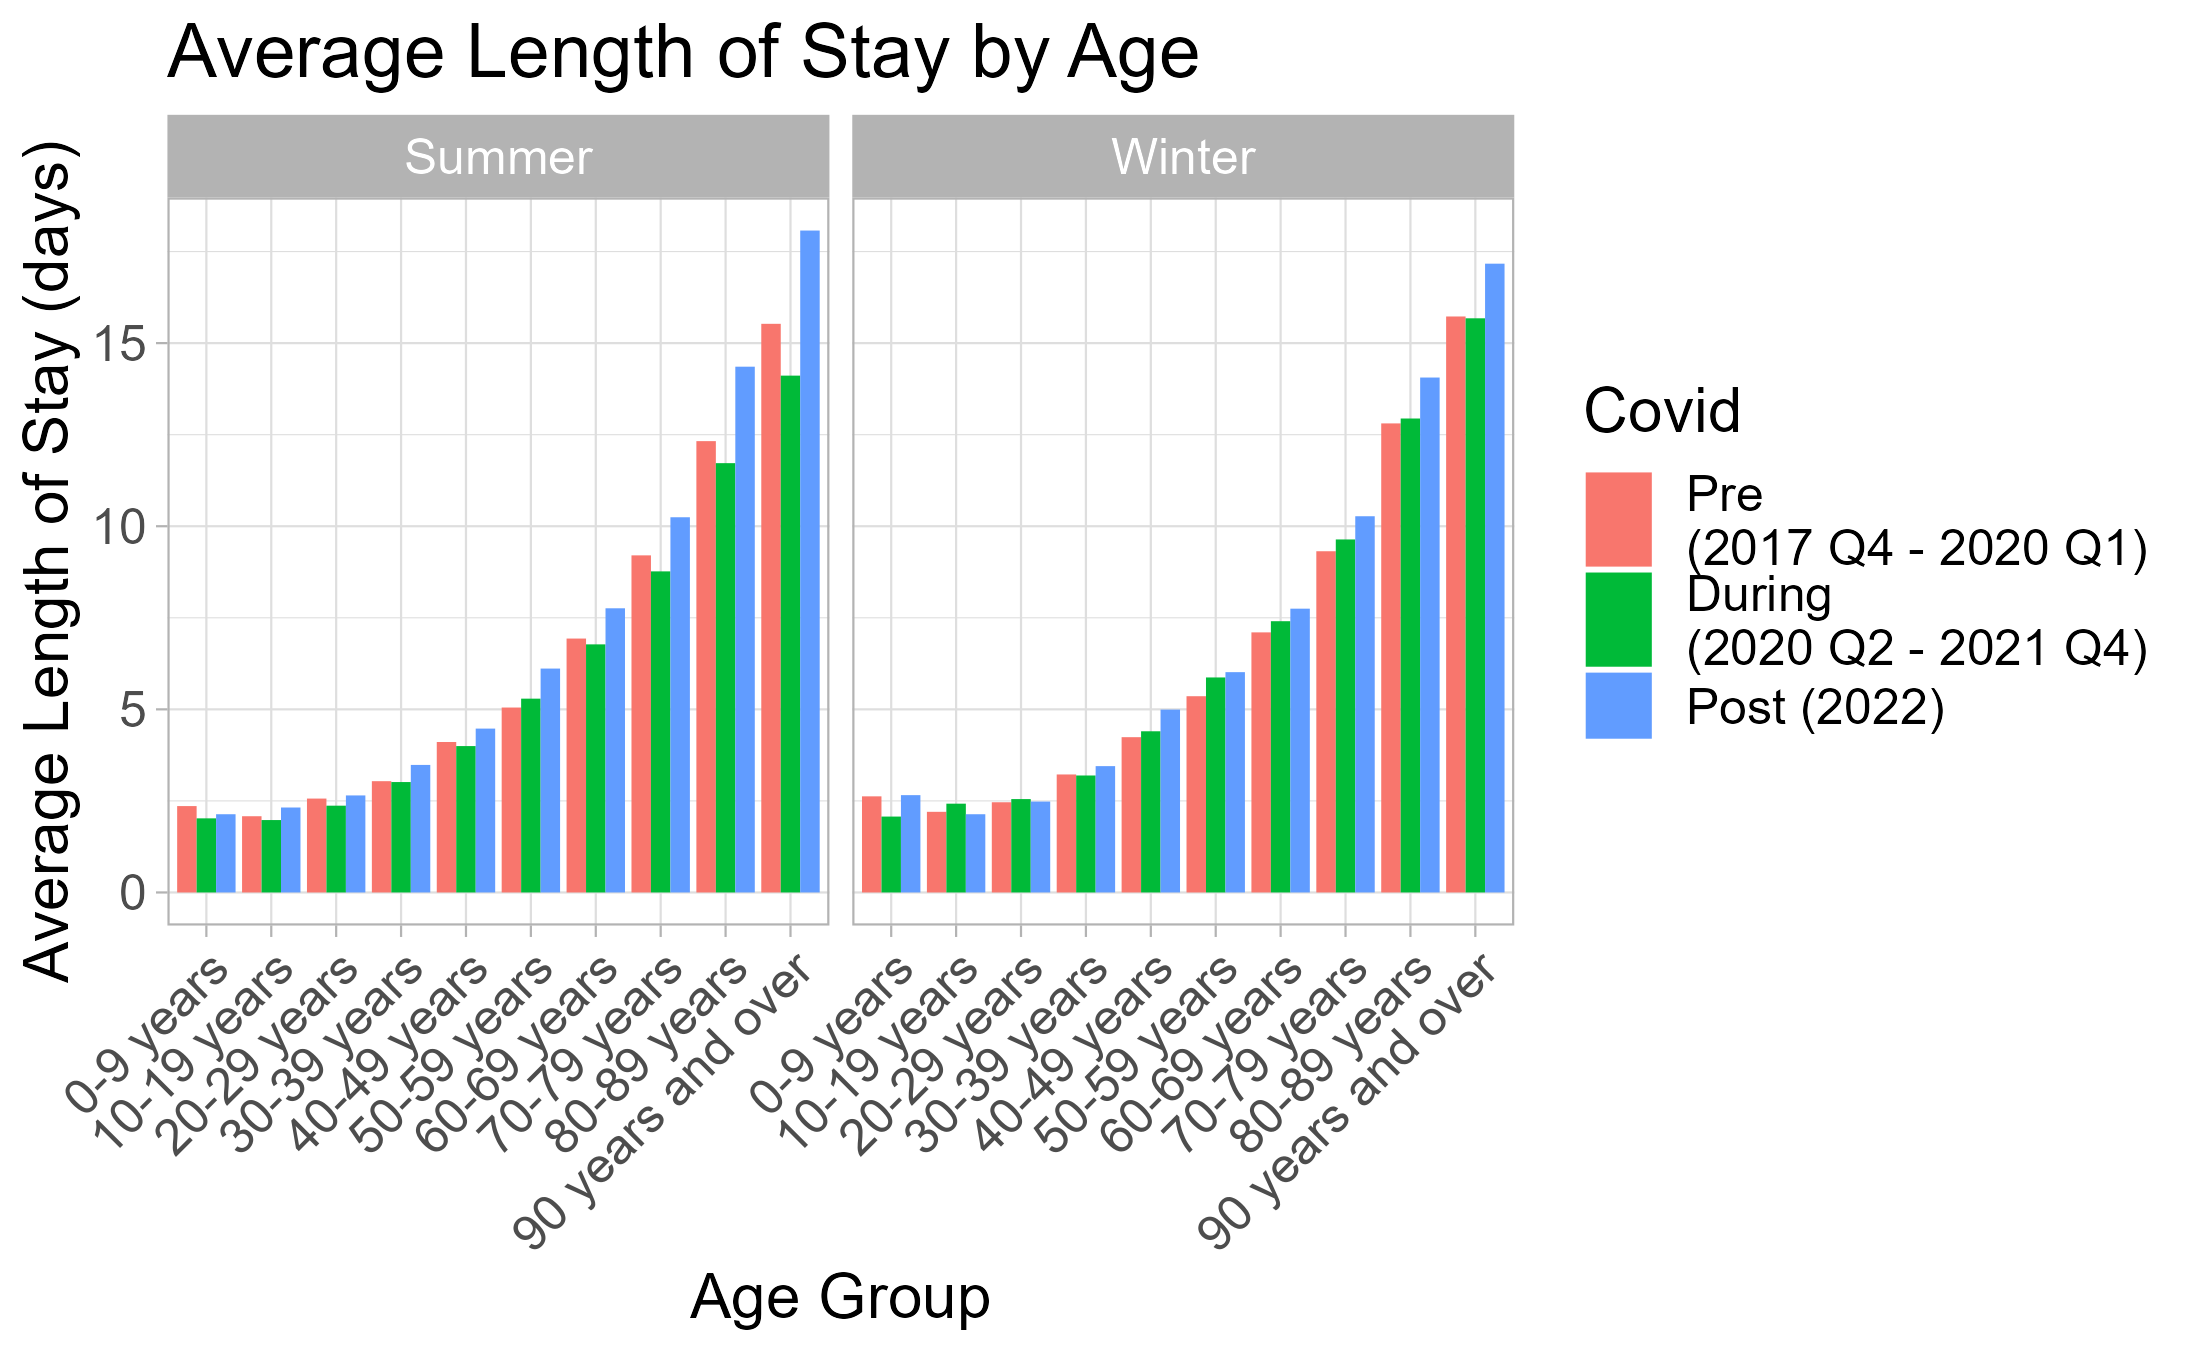 Average Length of Stay by Age
Summer
Winter
Average Length of Stay (days)
15
10
5
0
0-9 years
10-19 years
20-29 years
30-39 years
40-49 years
50-59 years
60-69 years
70-79 years
80-89 years
90 years and over
0-9 years
10-19 years
20-29 years
30-39 years
40-49 years
50-59 years
60-69 years
70-79 years
80-89 years
90 years and over
Age Group
Covid
Pre
(2017 Q4 - 2020 Q1)
During
(2020 Q2 - 2021 Q4)
Post (2022)